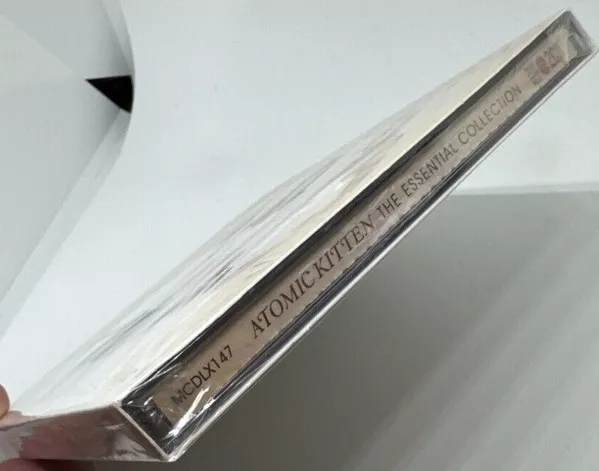 MCDLX147 ATOMIC KITTEN THE ESSENTIAL COLLECTION